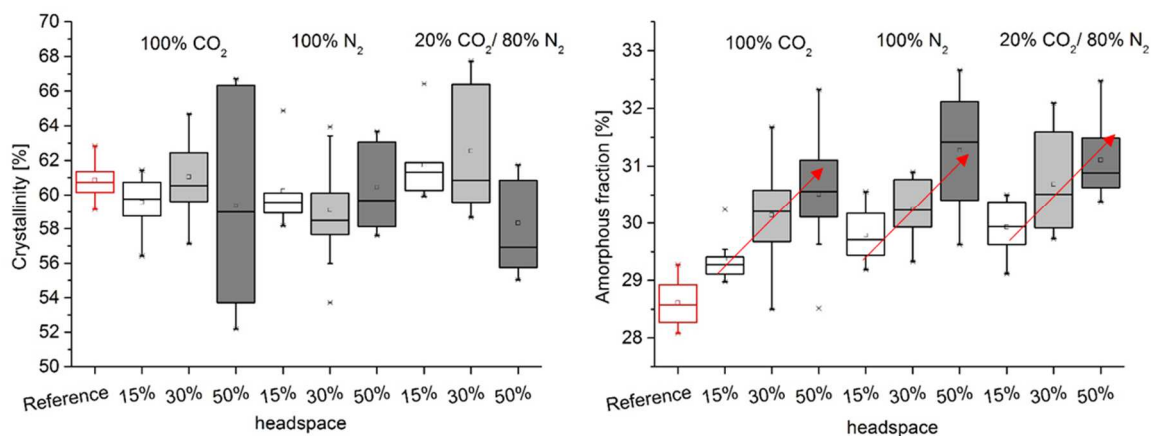 100% CO2
100% N2
20% CO2/ 80% N2
Crystallinity [%]
70
68
66
64
62
60
58
56
54
52
50
Reference
15%
30%
50%
15%
30%
50%
15%
30%
50%
headspace
100% CO2
100% N2
20% CO2/ 80% N2
Amorphous fraction [%]
33
32
31
30
29
28
Reference
15%
30%
50%
15%
30%
50%
15%
30%
50%
headspace